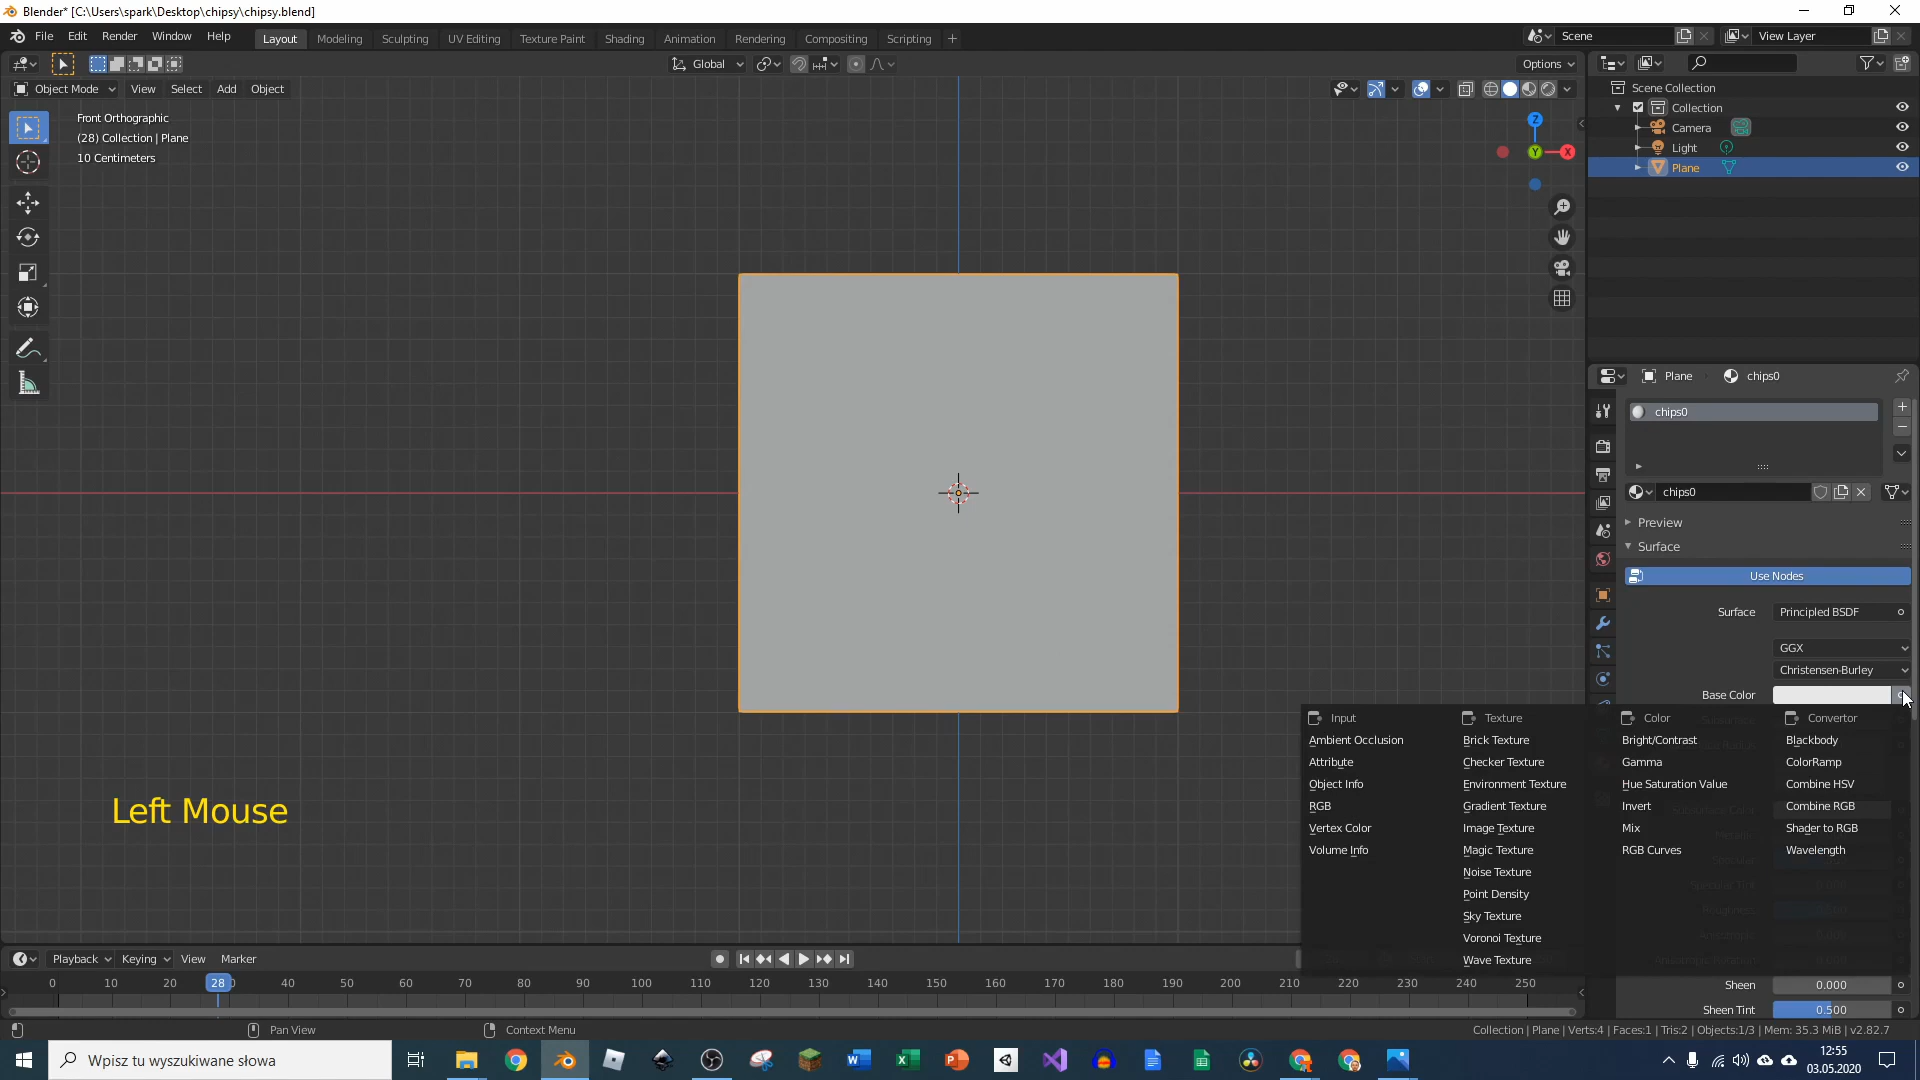 Blender* [C:\Users\spark\Desktop\chipsy\chipsy.blend]
File Edit Render Window Help
Layout Modeling Sculpting UV Editing Texture Paint Shading Animation Rendering Compositing Scripting
Scene
View Layer
Global
Options
Object Mode View Select Add Object
Front Orthographic
(28) Collection | Plane
10 Centimeters
Z
Y
X
Scene Collection
Collection
Camera
Light
Plane
Plane
chips0
chips0
chips0
Preview
Surface
Use Nodes
Surface Principled BSDF
GGX
Christensen-Burley
Base Color
Input
Ambient Occlusion
Attribute
Object Info
RGB
Vertex Color
Volume Info
Texture
Brick Texture
Checker Texture
Environment Texture
Gradient Texture
Image Texture
Magic Texture
Noise Texture
Point Density
Sky Texture
Voronoi Texture
Wave Texture
Color
Bright/Contrast
Gamma
Hue Saturation Value
Invert
Mix
RGB Curves
Convertor
Blackbody
ColorRamp
Combine HSV
Combine RGB
Shader to RGB
Wavelength
Sheen 0.000
Sheen Tint 0.500
Left Mouse
Playback Keying View Marker
0 10 20 28 40 50 60 70 80 90 100 110 120 130 140 150 160 170 180 190 200 210 220 230 240 250
Pan View
Context Menu
Collection | Plane | Verts:4 | Faces:1 | Tris:2 | Objects:1/3 | Mem: 35.3 MiB | v2.82.7
Wpisz tu wyszukiwane słowa
12:55
03.05.2020